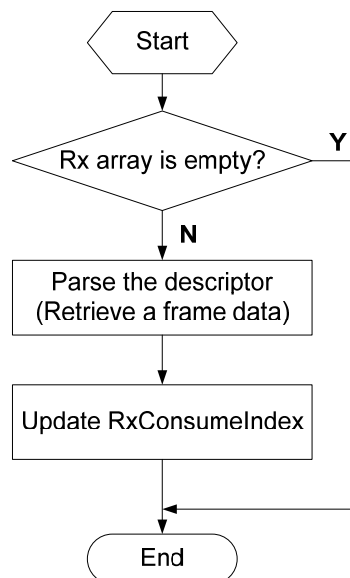 Start
Rx array is empty?
Y
N
Parse the descriptor
(Retrieve a frame data)
Update RxConsumeIndex
End